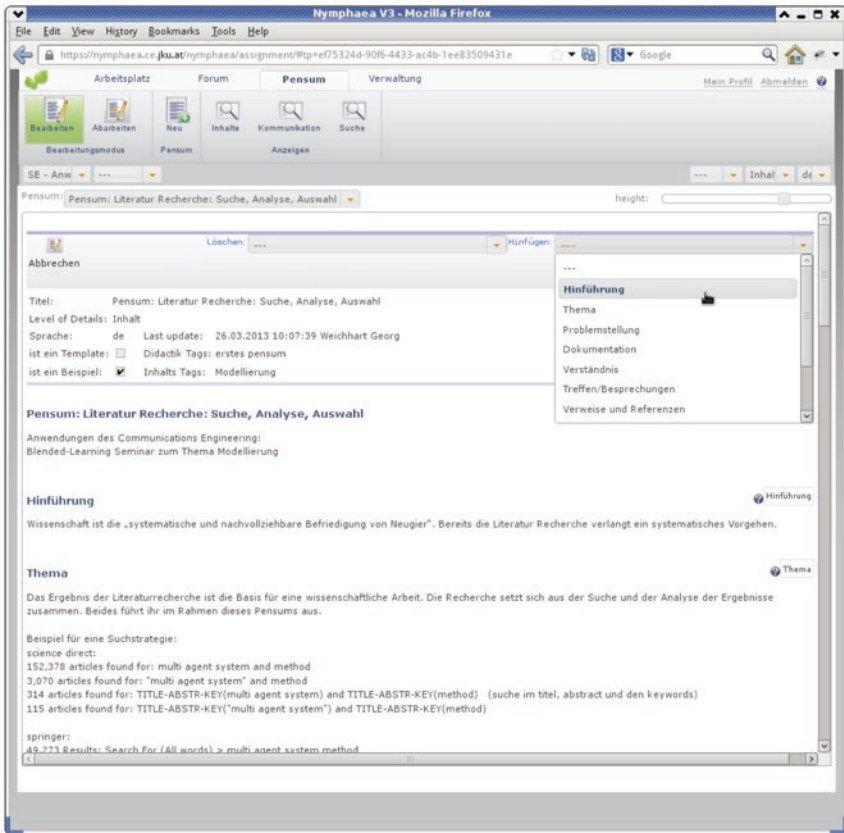 Nymphaea V3 - Mozilla Firefox
File Edit View History Bookmarks Tools Help
https://nymphaea.ce.jku.at/nymphaea/assignment/#tp=ef75324d-90f6-4433-ac4b-1ee83509431e Google
Arbeitsplatz Forum Pensum Verwaltung Mein Profil Abmelden
Bearbeiten Abarbeiten Neu Inhalte Kommunikation Suche
Bearbeitungsmodus Pensum Anzeigen
SE - Anw --- --- Inhal de
Pensum: Pensum: Literatur Recherche: Suche, Analyse, Auswahl height:
Löschen: --- Hinfügen: ---
Abbrechen
---
Hinführung
Thema
Problemstellung
Dokumentation
Verständnis
Treffen/Besprechungen
Verweise und Referenzen
Titel: Pensum: Literatur Recherche: Suche, Analyse, Auswahl
Level of Details: Inhalt
Sprache: de Last update: 26.03.2013 10:07:39 Weichhart Georg
ist ein Template: Didactik Tags: erstes pensum
ist ein Beispiel: Inhalts Tags: Modellierung
Pensum: Literatur Recherche: Suche, Analyse, Auswahl
Anwendungen des Communications Engineering:
Blended-Learning Seminar zum Thema Modellierung
Hinführung Hinführung
Wissenschaft ist die „systematische und nachvollziehbare Befriedigung von Neugier". Bereits die Literatur Recherche verlangt ein systematisches Vorgehen.
Thema Thema
Das Ergebnis der Literaturrecherche ist die Basis für eine wissenschaftliche Arbeit. Die Recherche setzt sich aus der Suche und der Analyse der Ergebnisse
zusammen. Beides führt ihr im Rahmen dieses Pensums aus.
Beispiel für eine Suchstrategie:
science direct:
152,378 articles found for: multi agent system and method
3,070 articles found for: "multi agent system" and method
314 articles found for: TITLE-ABSTR-KEY(multi agent system) and TITLE-ABSTR-KEY(method) (suche im titel, abstract und den keywords)
115 articles found for: TITLE-ABSTR-KEY("multi agent system") and TITLE-ABSTR-KEY(method)
springer:
49.273 Results: Search For (All words) > multi agent system method